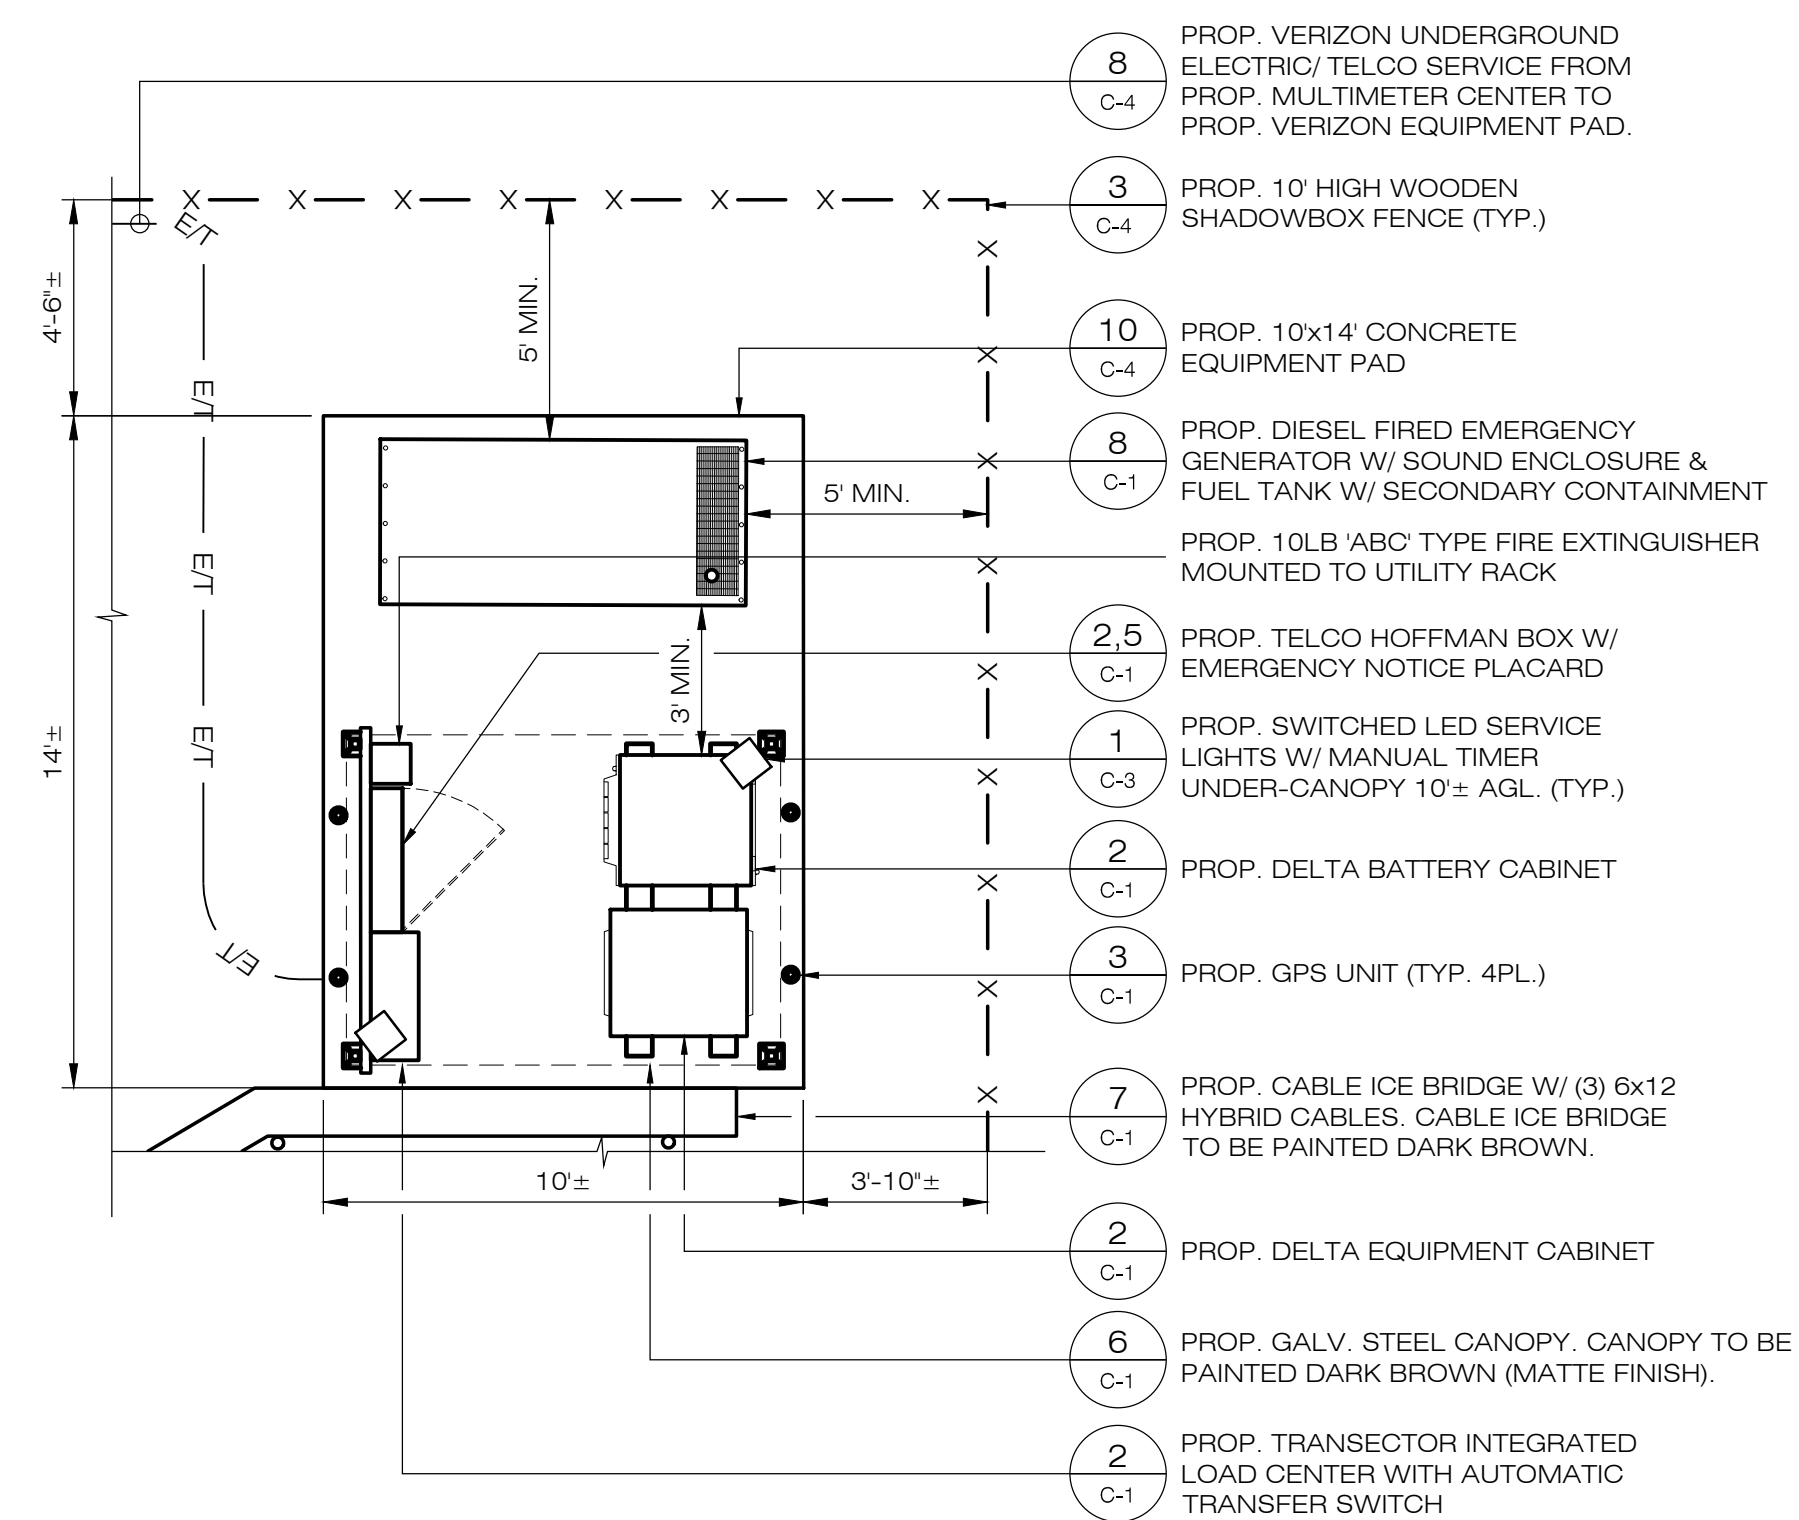 8
C-4
PROP. VERIZON UNDERGROUND
ELECTRIC/ TELCO SERVICE FROM
PROP. MULTIMETER CENTER TO
PROP. VERIZON EQUIPMENT PAD.
3
C-4
PROP. 10' HIGH WOODEN
SHADOWBOX FENCE (TYP.)
10
C-4
PROP. 10'x14' CONCRETE
EQUIPMENT PAD
8
C-1
PROP. DIESEL FIRED EMERGENCY
GENERATOR W/ SOUND ENCLOSURE &
FUEL TANK W/ SECONDARY CONTAINMENT
PROP. 10LB 'ABC' TYPE FIRE EXTINGUISHER
MOUNTED TO UTILITY RACK
2,5
C-1
PROP. TELCO HOFFMAN BOX W/
EMERGENCY NOTICE PLACARD
1
C-3
PROP. SWITCHED LED SERVICE
LIGHTS W/ MANUAL TIMER
UNDER-CANOPY 10'± AGL. (TYP.)
2
C-1
PROP. DELTA BATTERY CABINET
3
C-1
PROP. GPS UNIT (TYP. 4PL.)
7
C-1
PROP. CABLE ICE BRIDGE W/ (3) 6x12
HYBRID CABLES. CABLE ICE BRIDGE
TO BE PAINTED DARK BROWN.
2
C-1
PROP. DELTA EQUIPMENT CABINET
6
C-1
PROP. GALV. STEEL CANOPY. CANOPY TO BE
PAINTED DARK BROWN (MATTE FINISH).
2
C-1
PROP. TRANSECTOR INTEGRATED
LOAD CENTER WITH AUTOMATIC
TRANSFER SWITCH
X X X X X X X X
X
X
X
X
X
X
X
X
X
E/T
E/T
E/T
E/T
E/T
4'-6"±
14'±
5' MIN.
5' MIN.
3' MIN.
10'±
3'-10"±